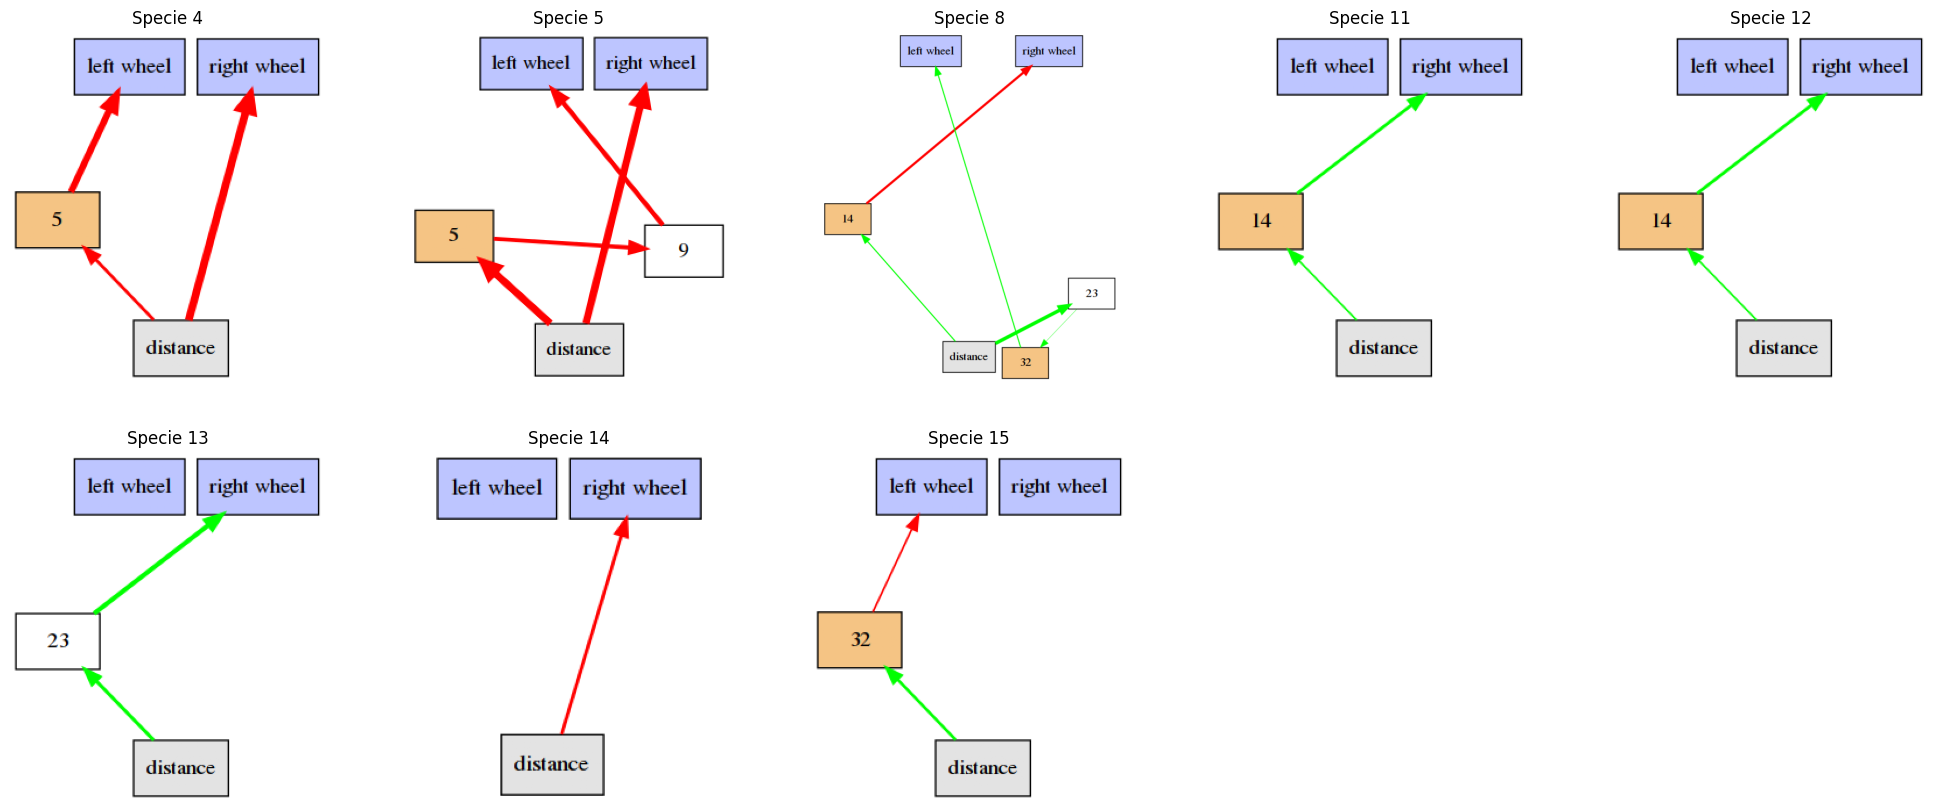 Specie 4
left wheel
right wheel
5
distance
Specie 5
left wheel
right wheel
5
9
distance
Specie 8
left wheel
right wheel
14
23
distance
32
Specie 11
left wheel
right wheel
14
distance
Specie 12
left wheel
right wheel
14
distance
Specie 13
left wheel
right wheel
23
distance
Specie 14
left wheel
right wheel
distance
Specie 15
left wheel
right wheel
32
distance